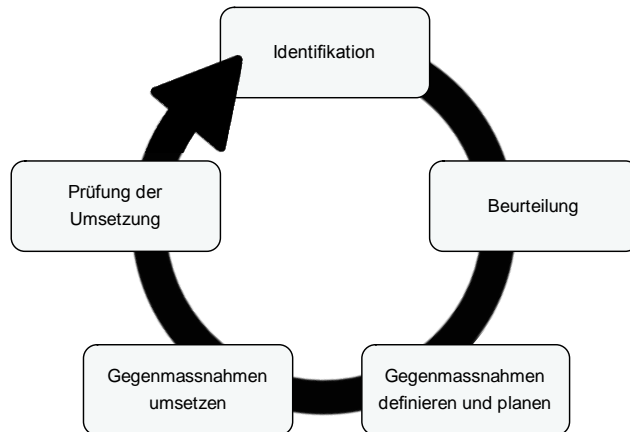 Identifikation
Beurteilung
Gegenmassnahmen
definieren und planen
Gegenmassnahmen
umsetzen
Prüfung der
Umsetzung